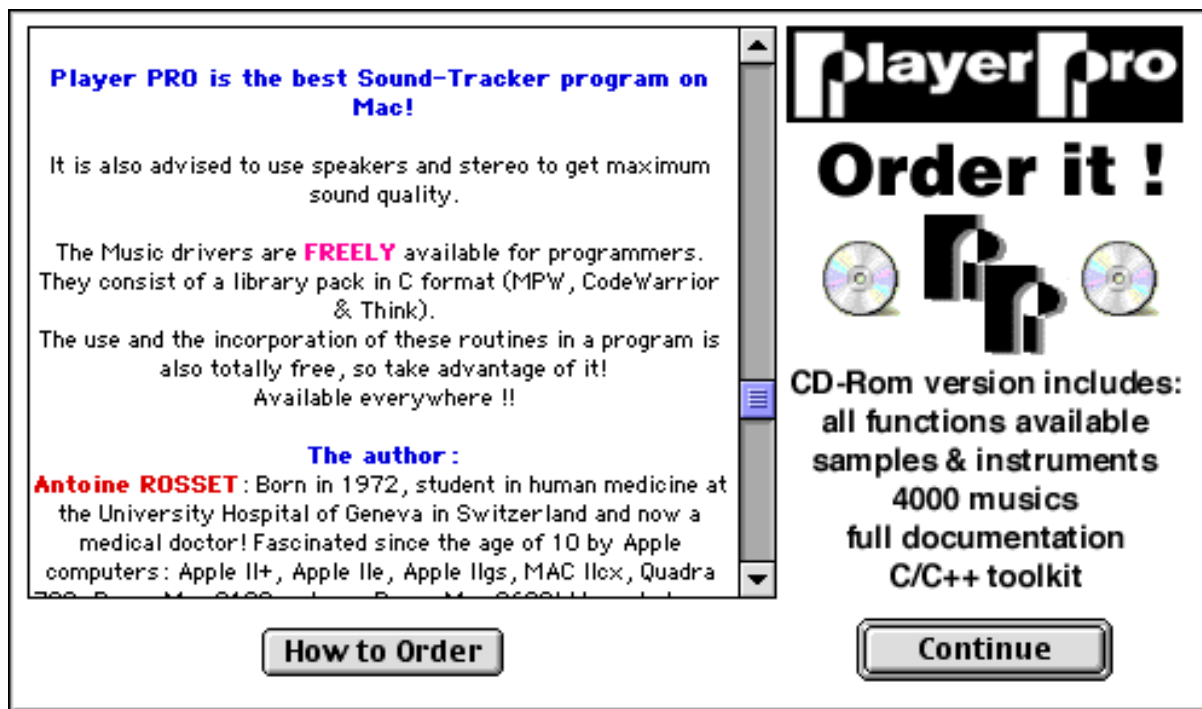 Player PRO is the best Sound-Tracker program on
Mac!
It is also advised to use speakers and stereo to get maximum
sound quality.
The Music drivers are FREELY available for programmers.
They consist of a library pack in C format (MPW, CodeWarrior
& Think).
The use and the incorporation of these routines in a program is
also totally free, so take advantage of it!
Available everywhere !!
The author :
Antoine ROSSET : Born in 1972, student in human medicine at
the University Hospital of Geneva in Switzerland and now a
medical doctor! Fascinated since the age of 10 by Apple
computers: Apple II+, Apple IIe, Apple IIgs, MAC IIcx, Quadra
How to Order
player pro
Order it !
CD-Rom version includes:
all functions available
samples & instruments
4000 musics
full documentation
C/C++ toolkit
Continue